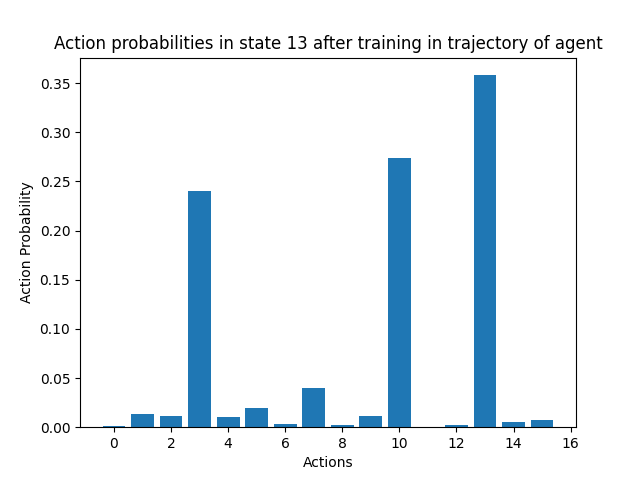 Action probabilities in state 13 after training in trajectory of agent
0.35
0.30
0.25
0.20
0.15
0.10
0.05
0.00
Action Probability
0 2 4 6 8 10 12 14 16
Actions